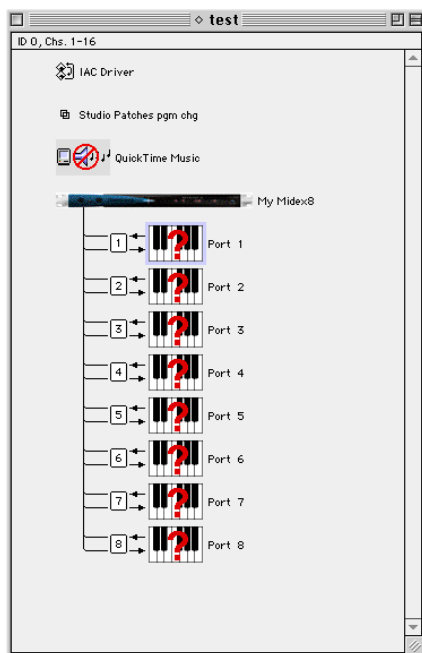 test
ID 0, Chs. 1-16
IAC Driver
Studio Patches pgm chg
QuickTime Music
My Midex8
1 Port 1
2 Port 2
3 Port 3
4 Port 4
5 Port 5
6 Port 6
7 Port 7
8 Port 8